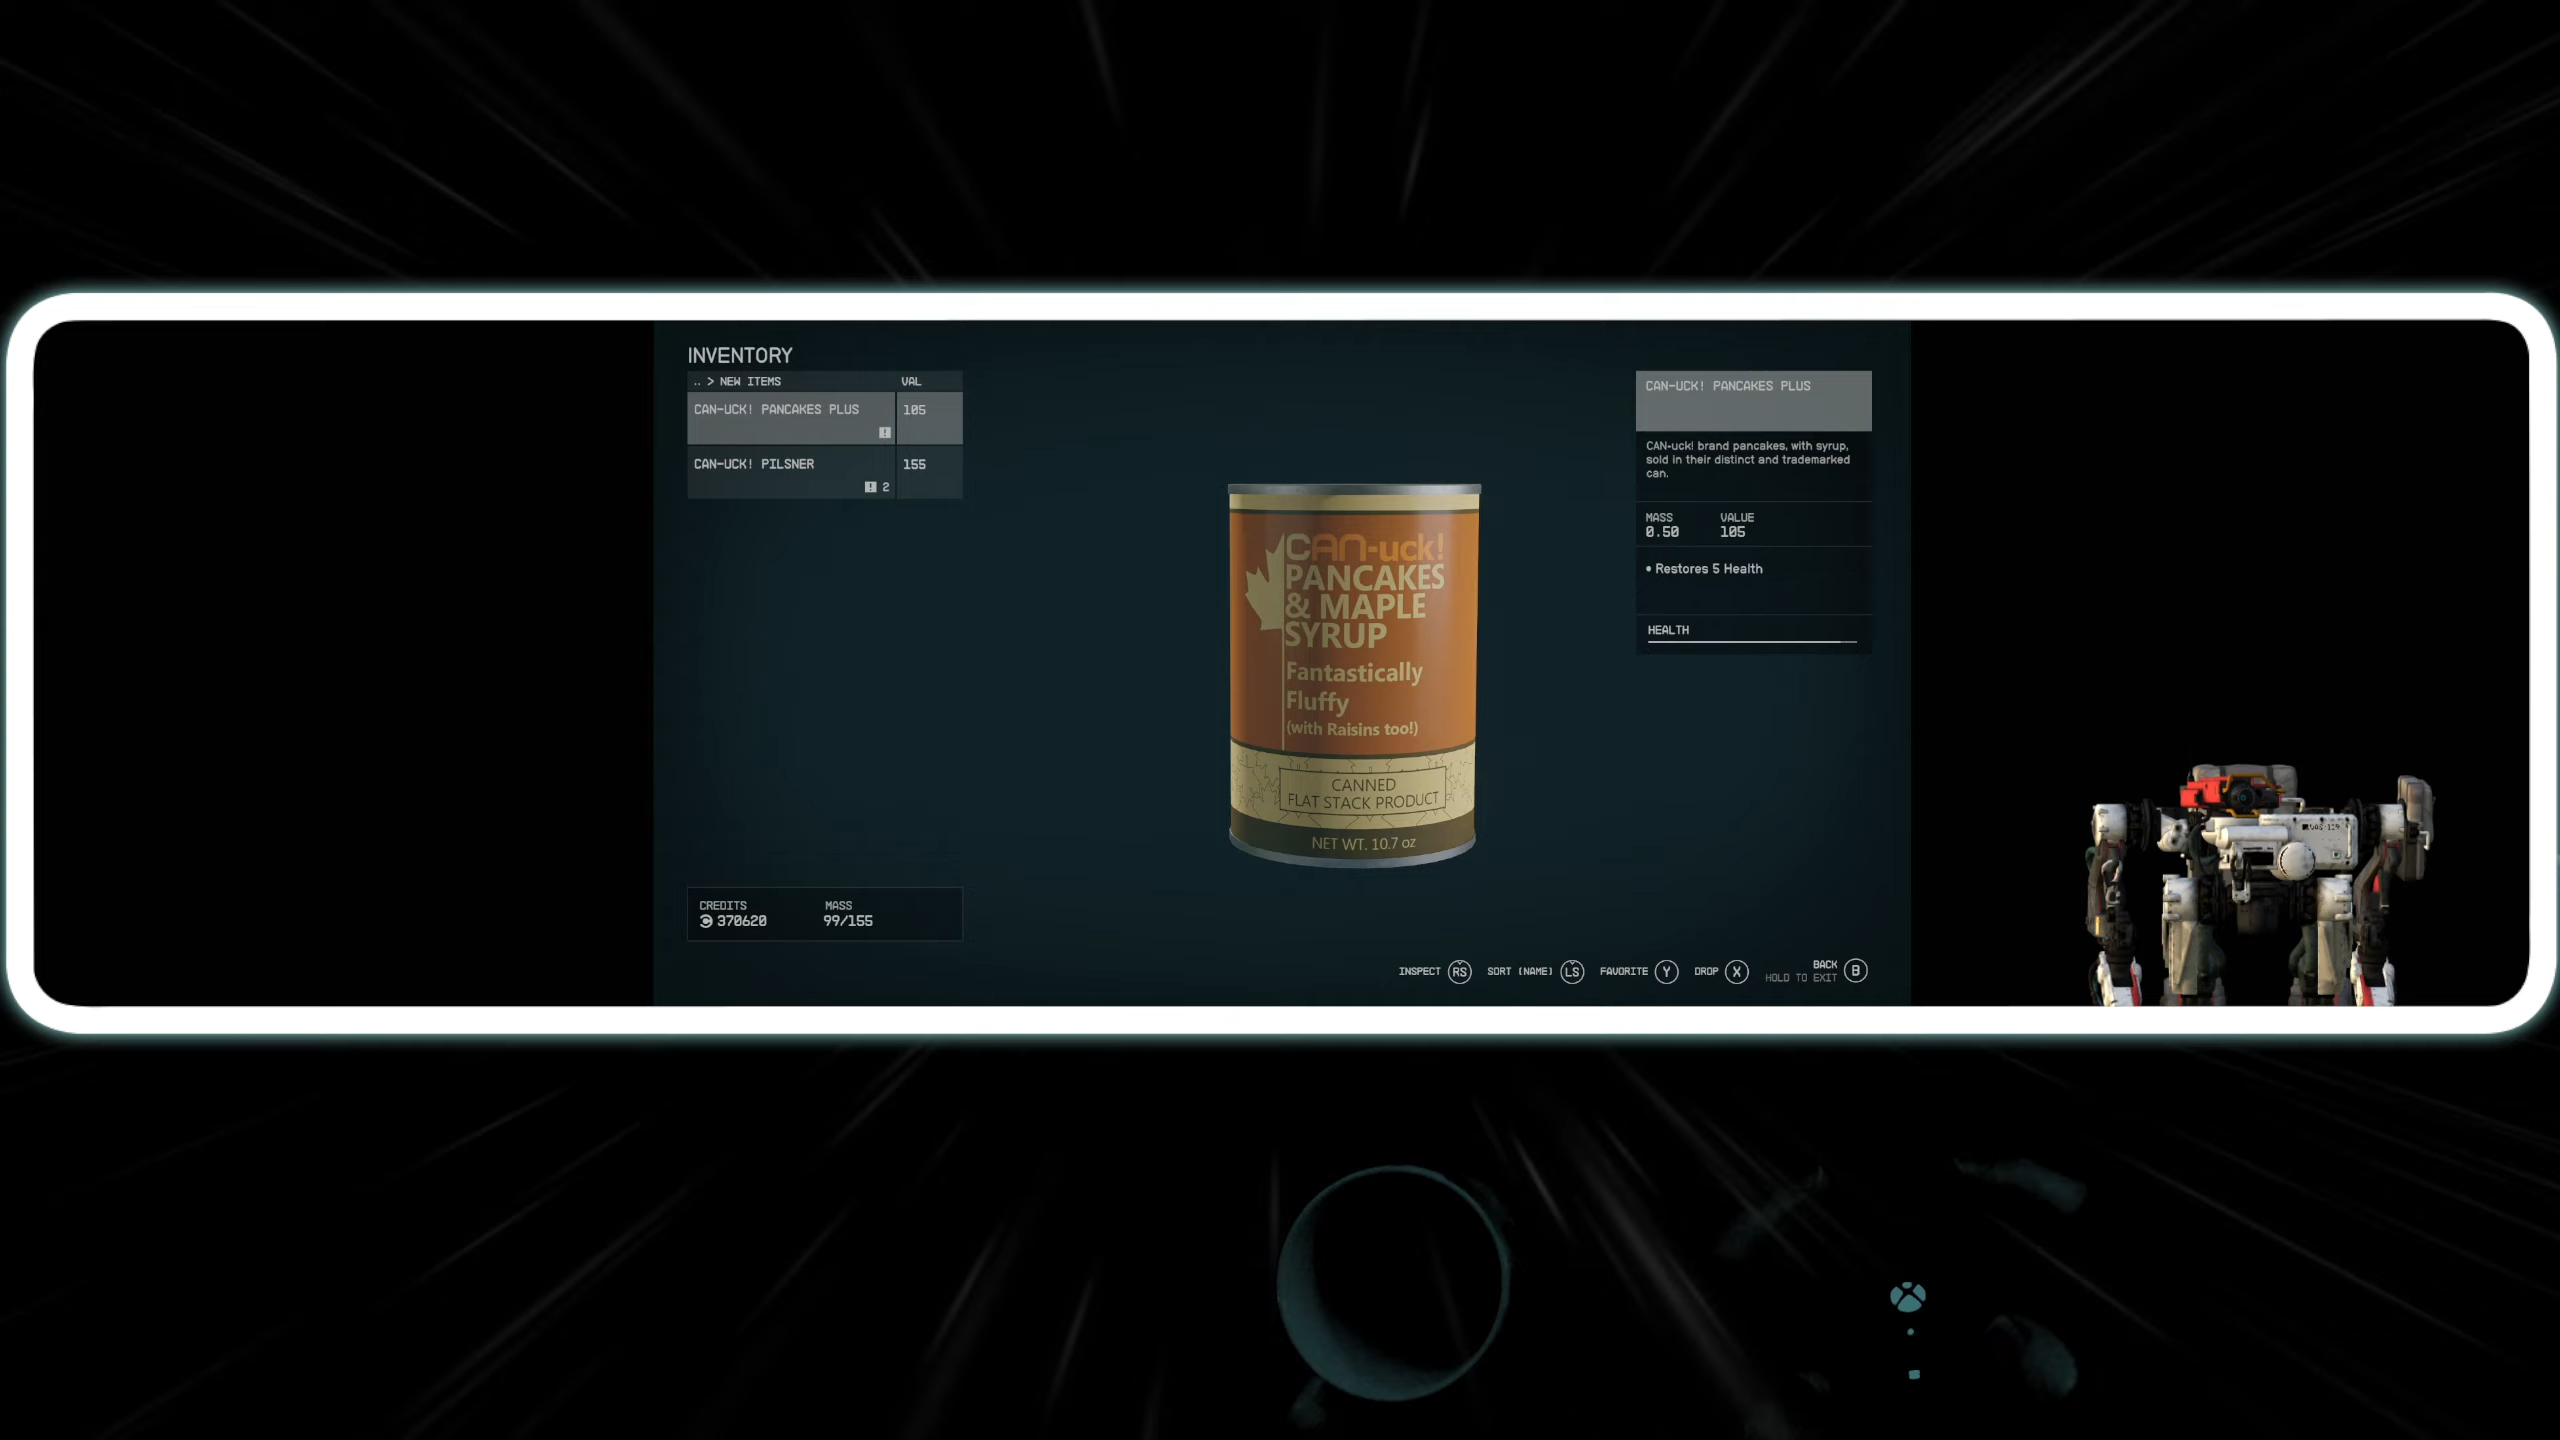 INVENTORY
.. > NEW ITEMS VAL
CAN-UCK! PANCAKES PLUS 105
!
CAN-UCK! PILSNER 155
! 2
CREDITS MASS
370620 99/155
CAN-uck!
PANCAKES
& MAPLE
SYRUP
Fantastically
Fluffy
(with Raisins too!)
CANNED
FLAT STACK PRODUCT
NET WT. 10.7 oz
CAN-UCK! PANCAKES PLUS
CAN-uck! brand pancakes, with syrup,
sold in their distinct and trademarked
can.
MASS VALUE
0.50 105
• Restores 5 Health
HEALTH
INSPECT RS SORT (NAME) LS FAVORITE Y DROP X BACK B
HOLD TO EXIT